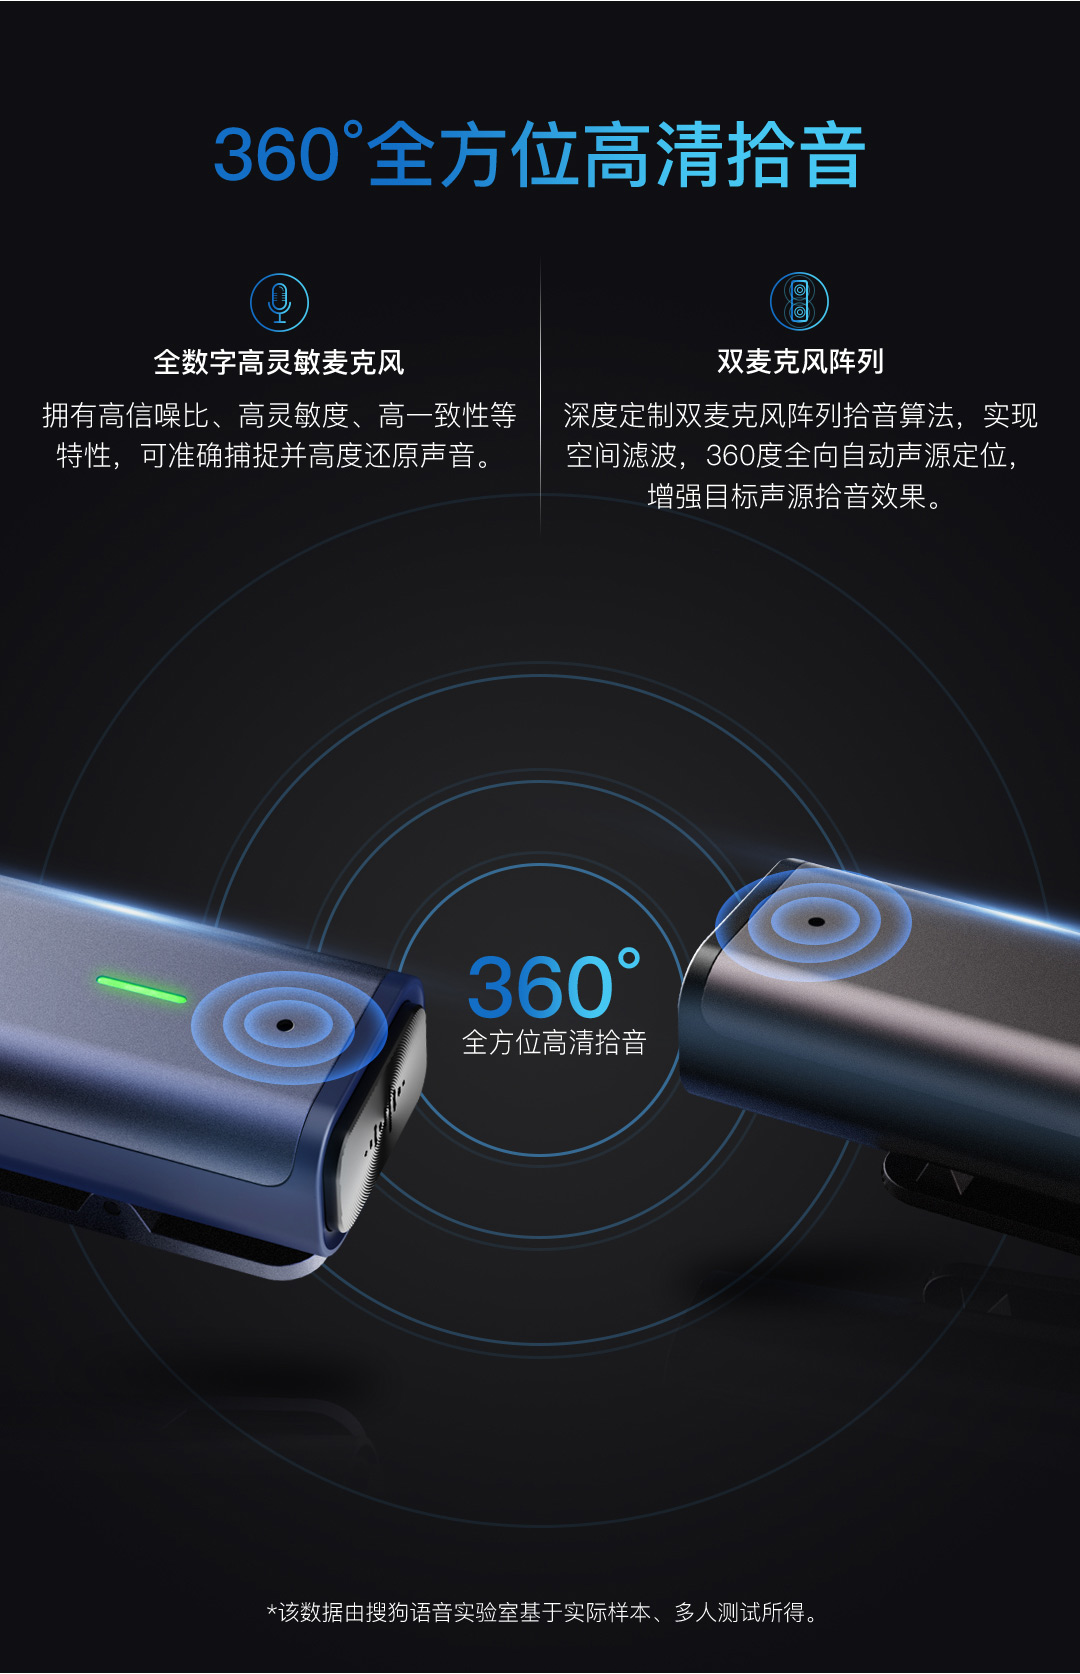 360°全方位高清拾音
全数字高灵敏麦克风
拥有高信噪比、高灵敏度、高一致性等
特性，可准确捕捉并高度还原声音。
双麦克风阵列
深度定制双麦克风阵列拾音算法，实现
空间滤波，360度全向自动声源定位，
增强目标声源拾音效果。
360°
全方位高清拾音
*该数据由搜狗语音实验室基于实际样本、多人测试所得。